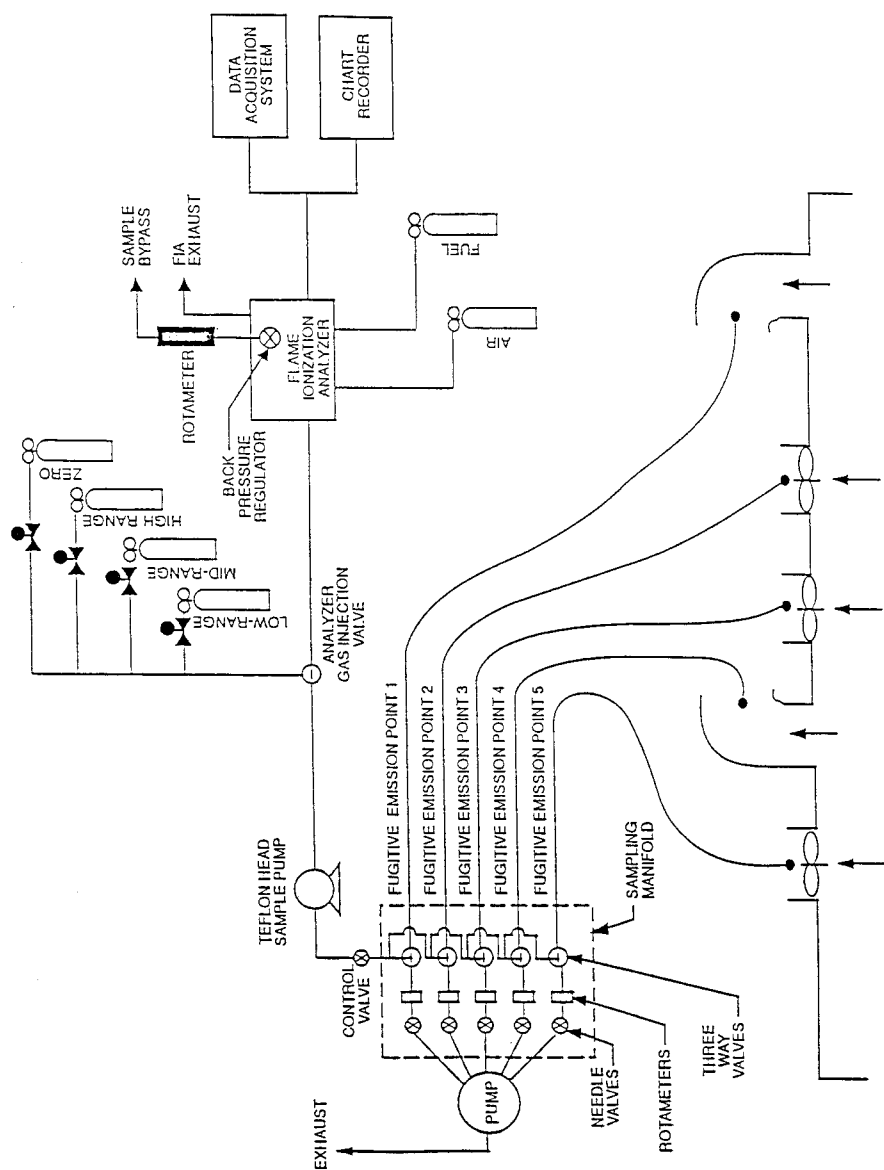 DATA
ACQUISITION
SYSTEM
CHART
RECORDER
SAMPLE
BYPASS
FIA
EXHAUST
ROTAMETER
BACK
PRESSURE
REGULATOR
FLAME
IONIZATION
ANALYZER
FUEL
AIR
ZERO
HIGH RANGE
MID-RANGE
LOW-RANGE
ANALYZER
GAS INJECTION
VALVE
TEFLON HEAD
SAMPLE PUMP
CONTROL
VALVE
FUGITIVE EMISSION POINT 1
FUGITIVE EMISSION POINT 2
FUGITIVE EMISSION POINT 3
FUGITIVE EMISSION POINT 4
FUGITIVE EMISSION POINT 5
SAMPLING
MANIFOLD
THREE
WAY
VALVES
ROTAMETERS
NEEDLE
VALVES
PUMP
EXHAUST